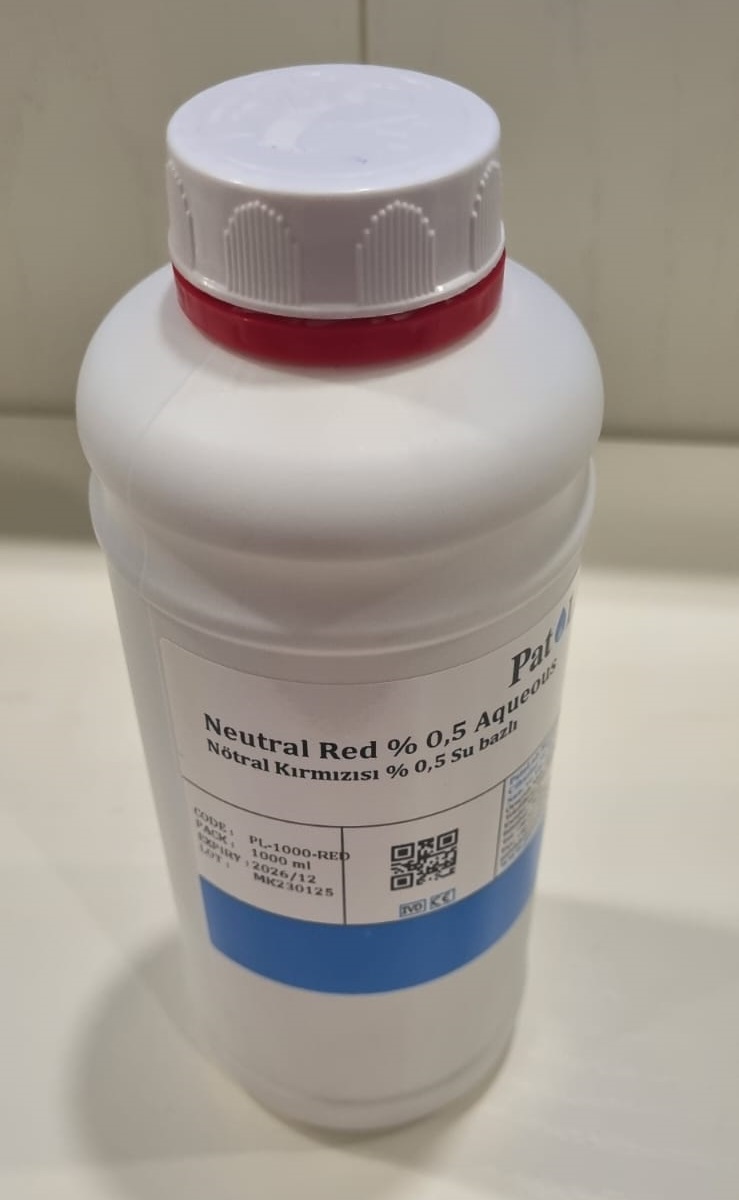 Pat
Neutral Red % 0,5 Aqueous
Nötral Kırmızısı % 0,5 Su bazlı
CODE : PL-1000-RED
PACK : 1000 ml
EXPIRY : 2026/12
LOT : MK230125
IVD CE